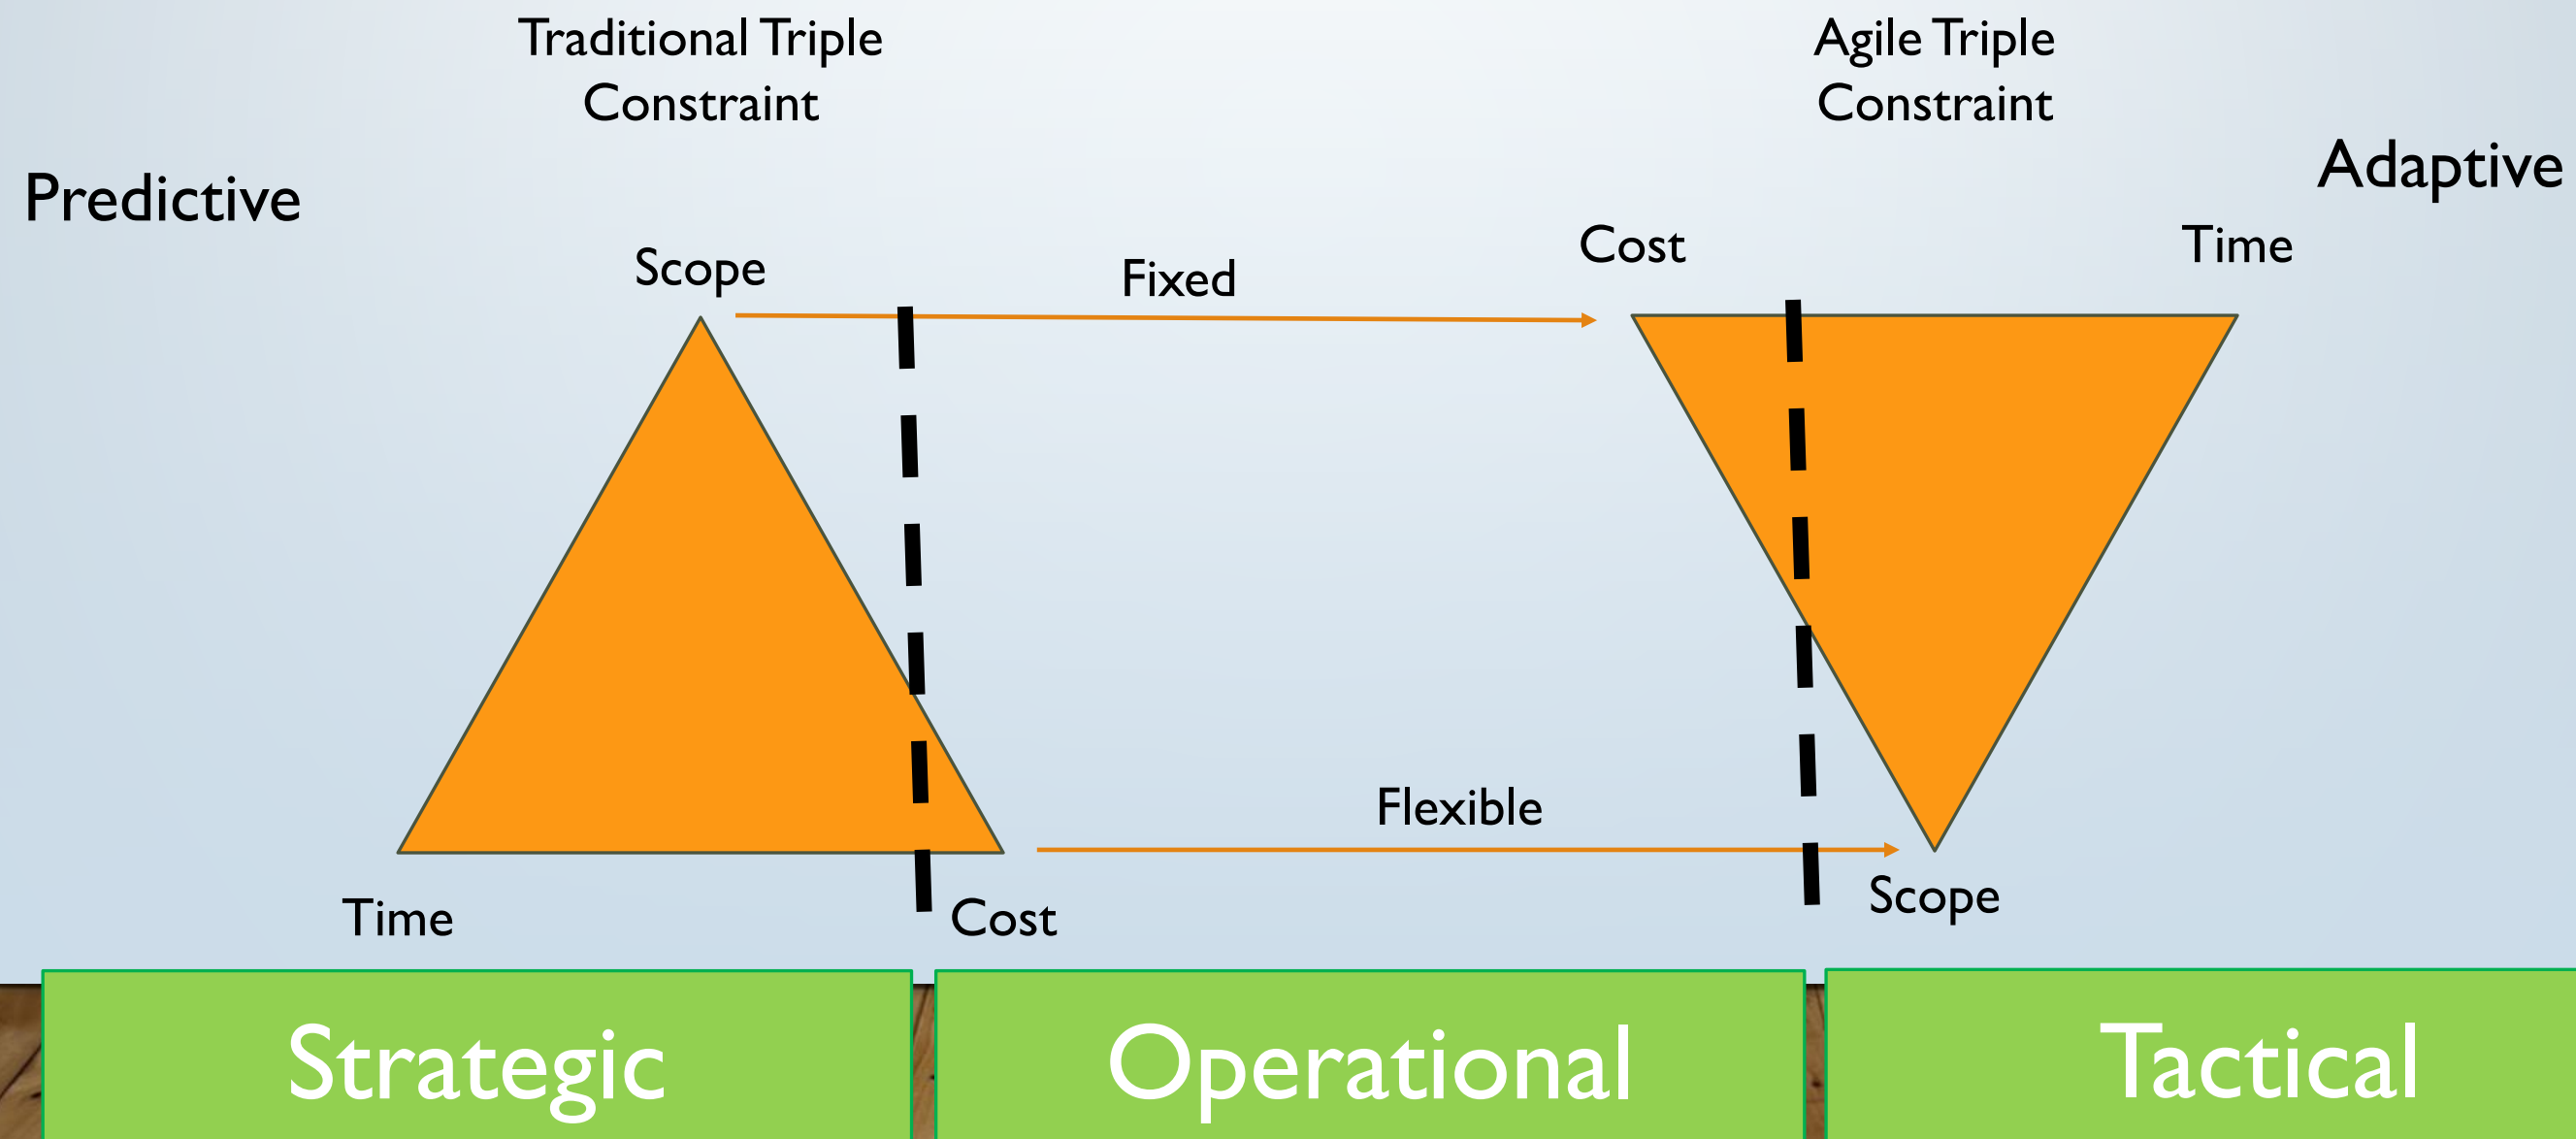 Traditional Triple
Constraint
Agile Triple
Constraint
Predictive
Adaptive
Scope
Fixed
Cost
Time
Flexible
Time
Cost
Scope
Strategic
Operational
Tactical